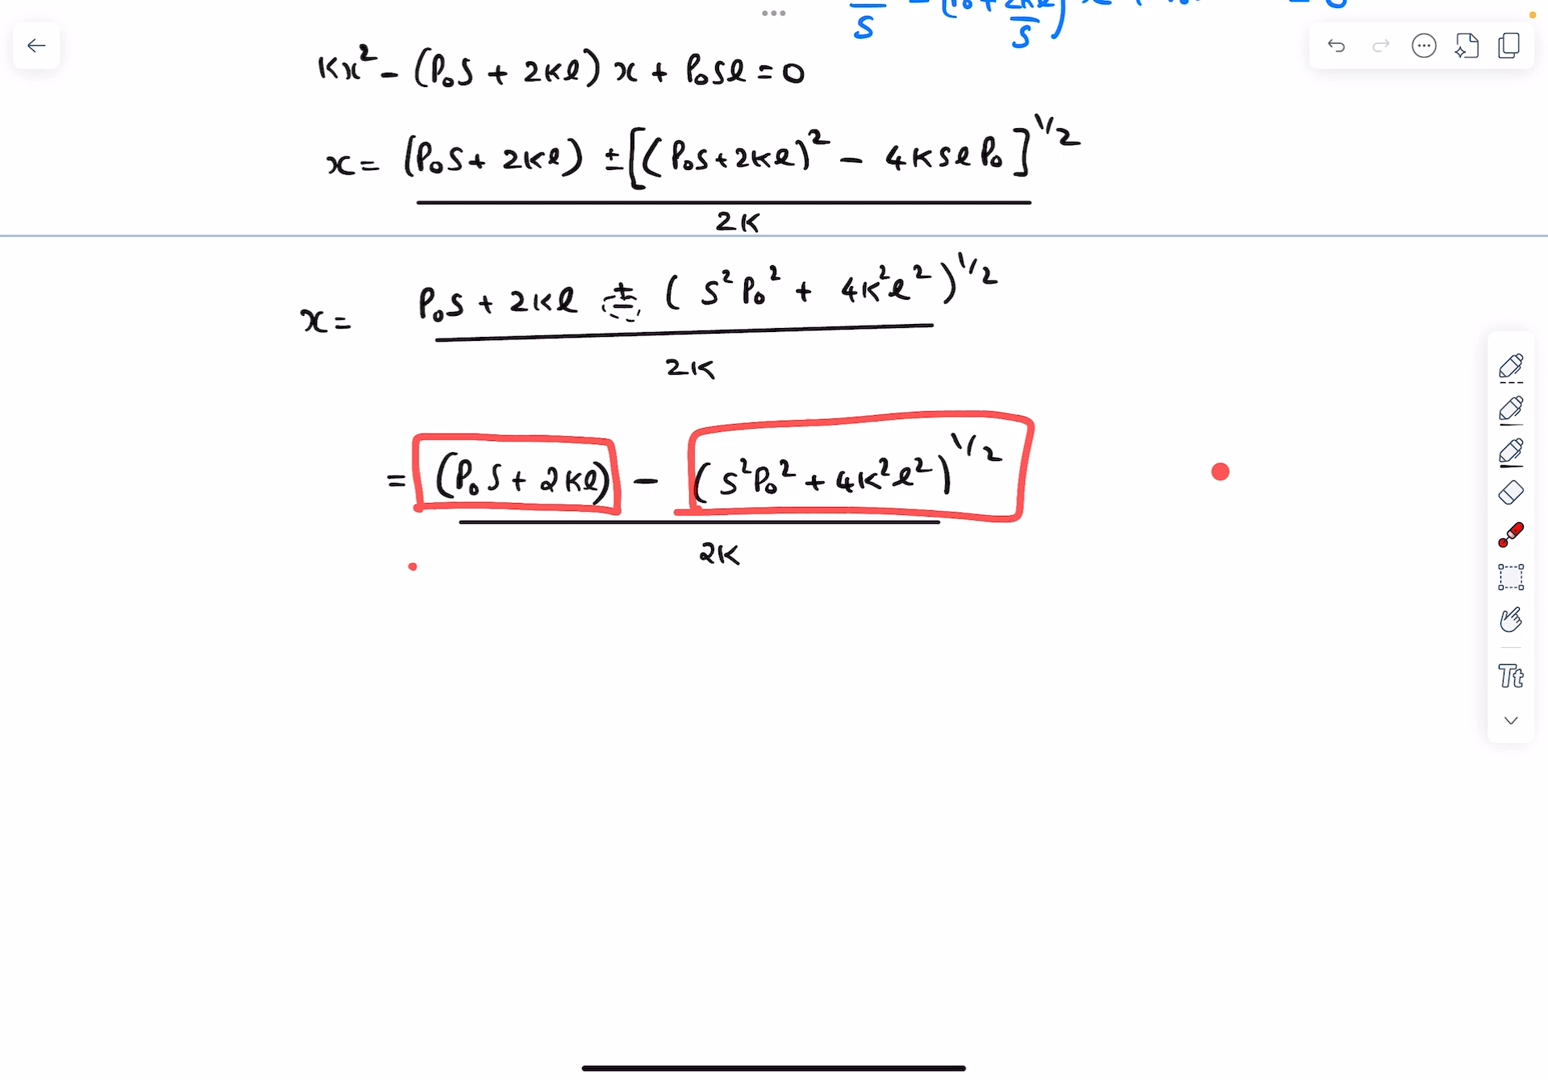 Kx² - (P₀S + 2Kℓ) x + P₀Sℓ = 0
x = (P₀S + 2Kℓ) ± [(P₀S + 2Kℓ)² - 4KSℓP₀]^1/2
2K
x = P₀S + 2Kℓ ± (S²P₀² + 4K²ℓ²)^1/2
2K
= (P₀S + 2Kℓ) - (S²P₀² + 4K²ℓ²)^1/2
2K
Tt